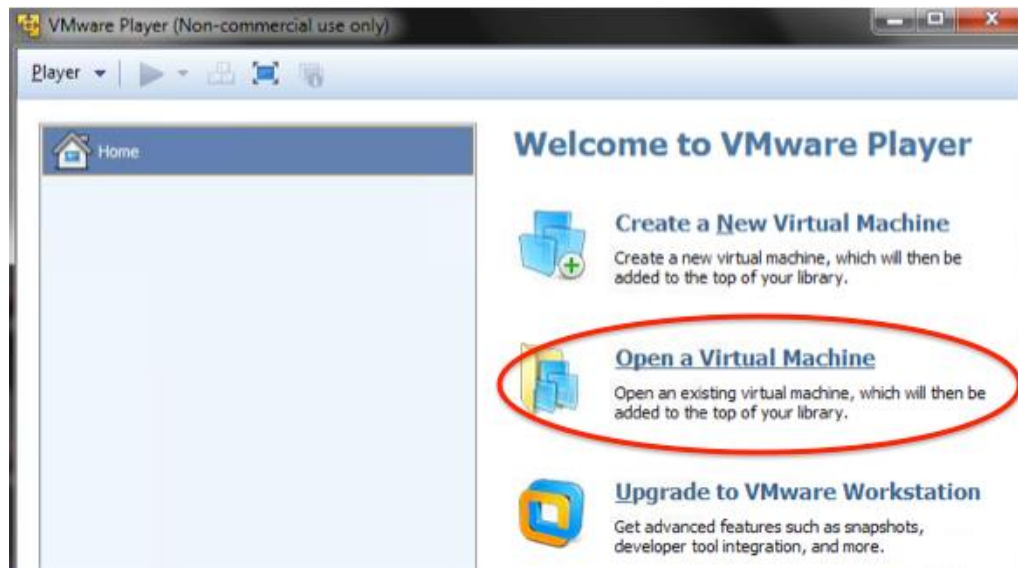 VMware Player (Non-commercial use only)
Player
Home
Welcome to VMware Player
Create a New Virtual Machine
Create a new virtual machine, which will then be
added to the top of your library.
Open a Virtual Machine
Open an existing virtual machine, which will then be
added to the top of your library.
Upgrade to VMware Workstation
Get advanced features such as snapshots,
developer tool integration, and more.